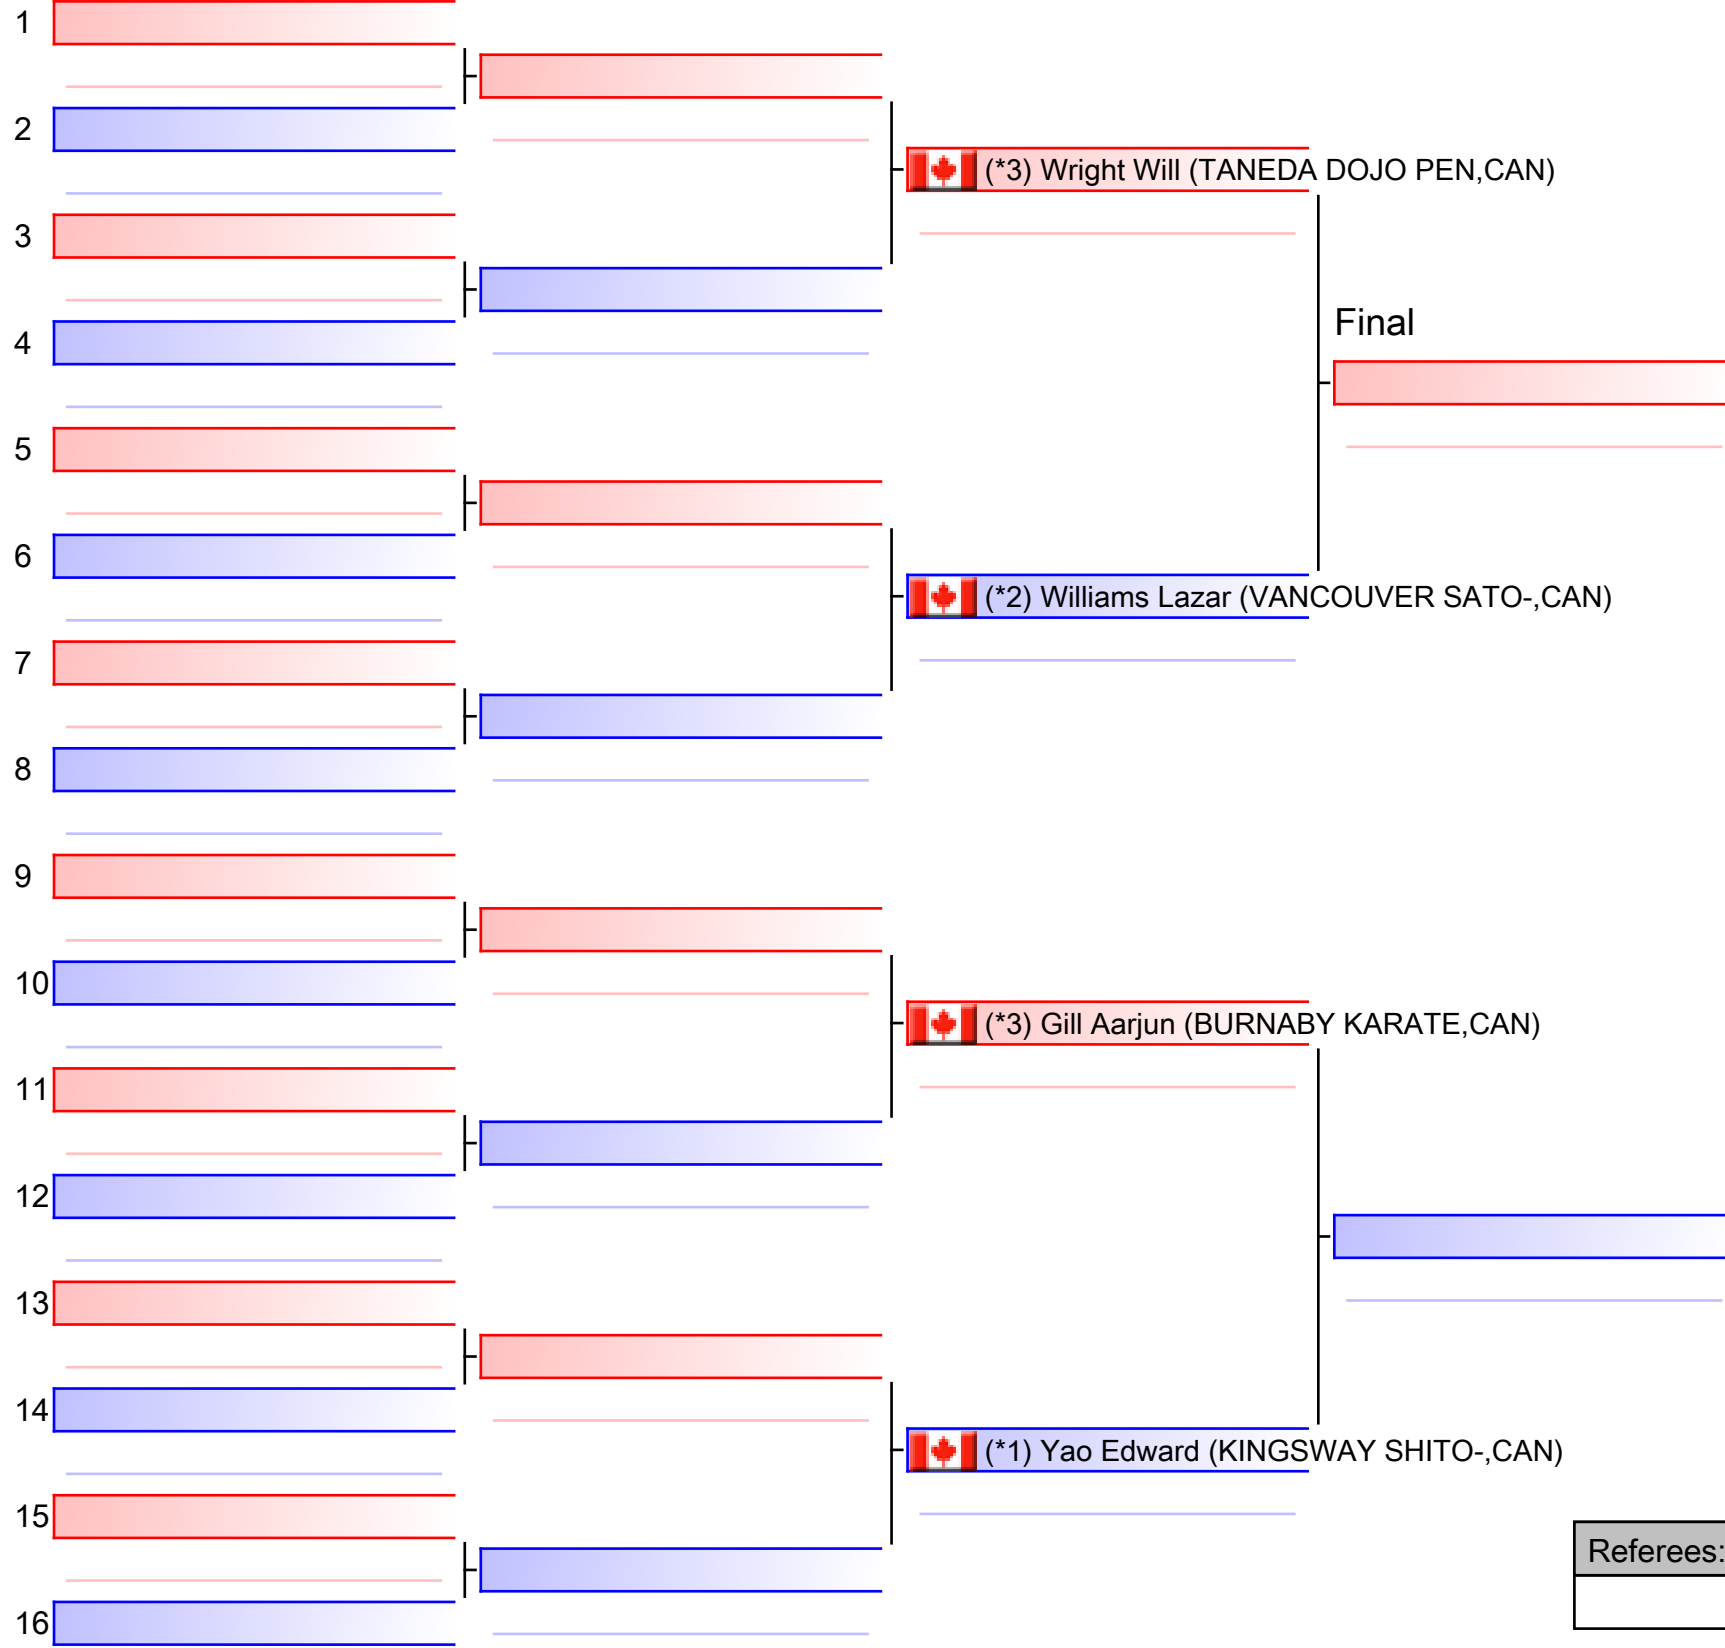 1
2
(*3) Wright Will (TANEDA DOJO PEN,CAN)
3
Final
4
5
6
(*2) Williams Lazar (VANCOUVER SATO-,CAN)
7
8
9
10
(*3) Gill Aarjun (BURNABY KARATE,CAN)
11
12
13
14
(*1) Yao Edward (KINGSWAY SHITO-,CAN)
15
Referees:
16